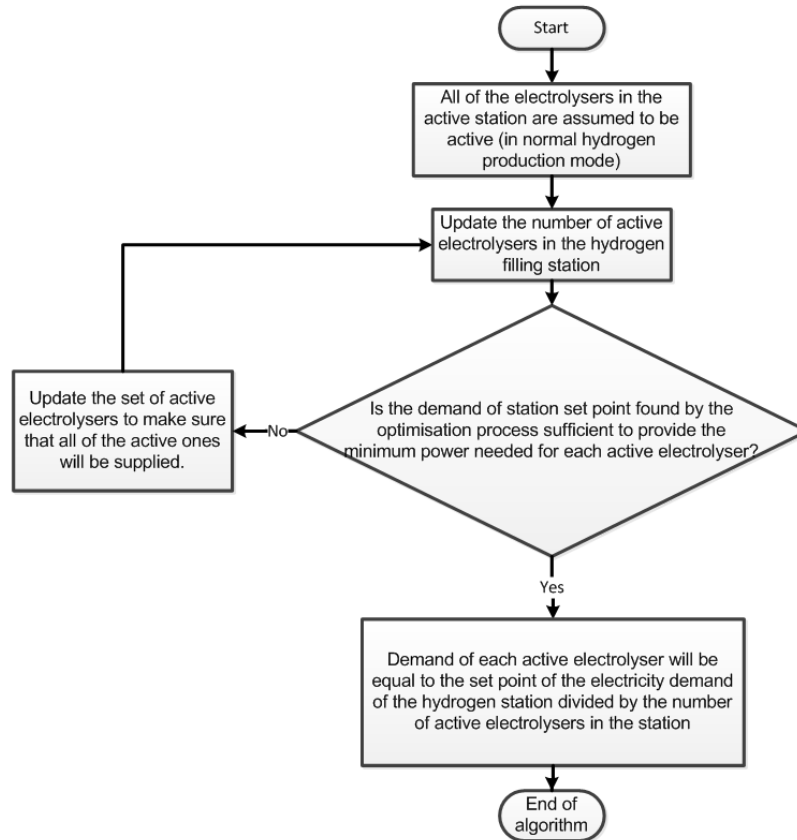 Start
All of the electrolysers in the
active station are assumed to be
active (in normal hydrogen
production mode)
Update the number of active
electrolysers in the hydrogen
filling station
Is the demand of station set point found by the
optimisation process sufficient to provide the
minimum power needed for each active electrolyser?
No
Update the set of active
electrolysers to make sure
that all of the active ones
will be supplied.
Yes
Demand of each active electrolyser will be
equal to the set point of the electricity demand
of the hydrogen station divided by the number
of active electrolysers in the station
End of
algorithm